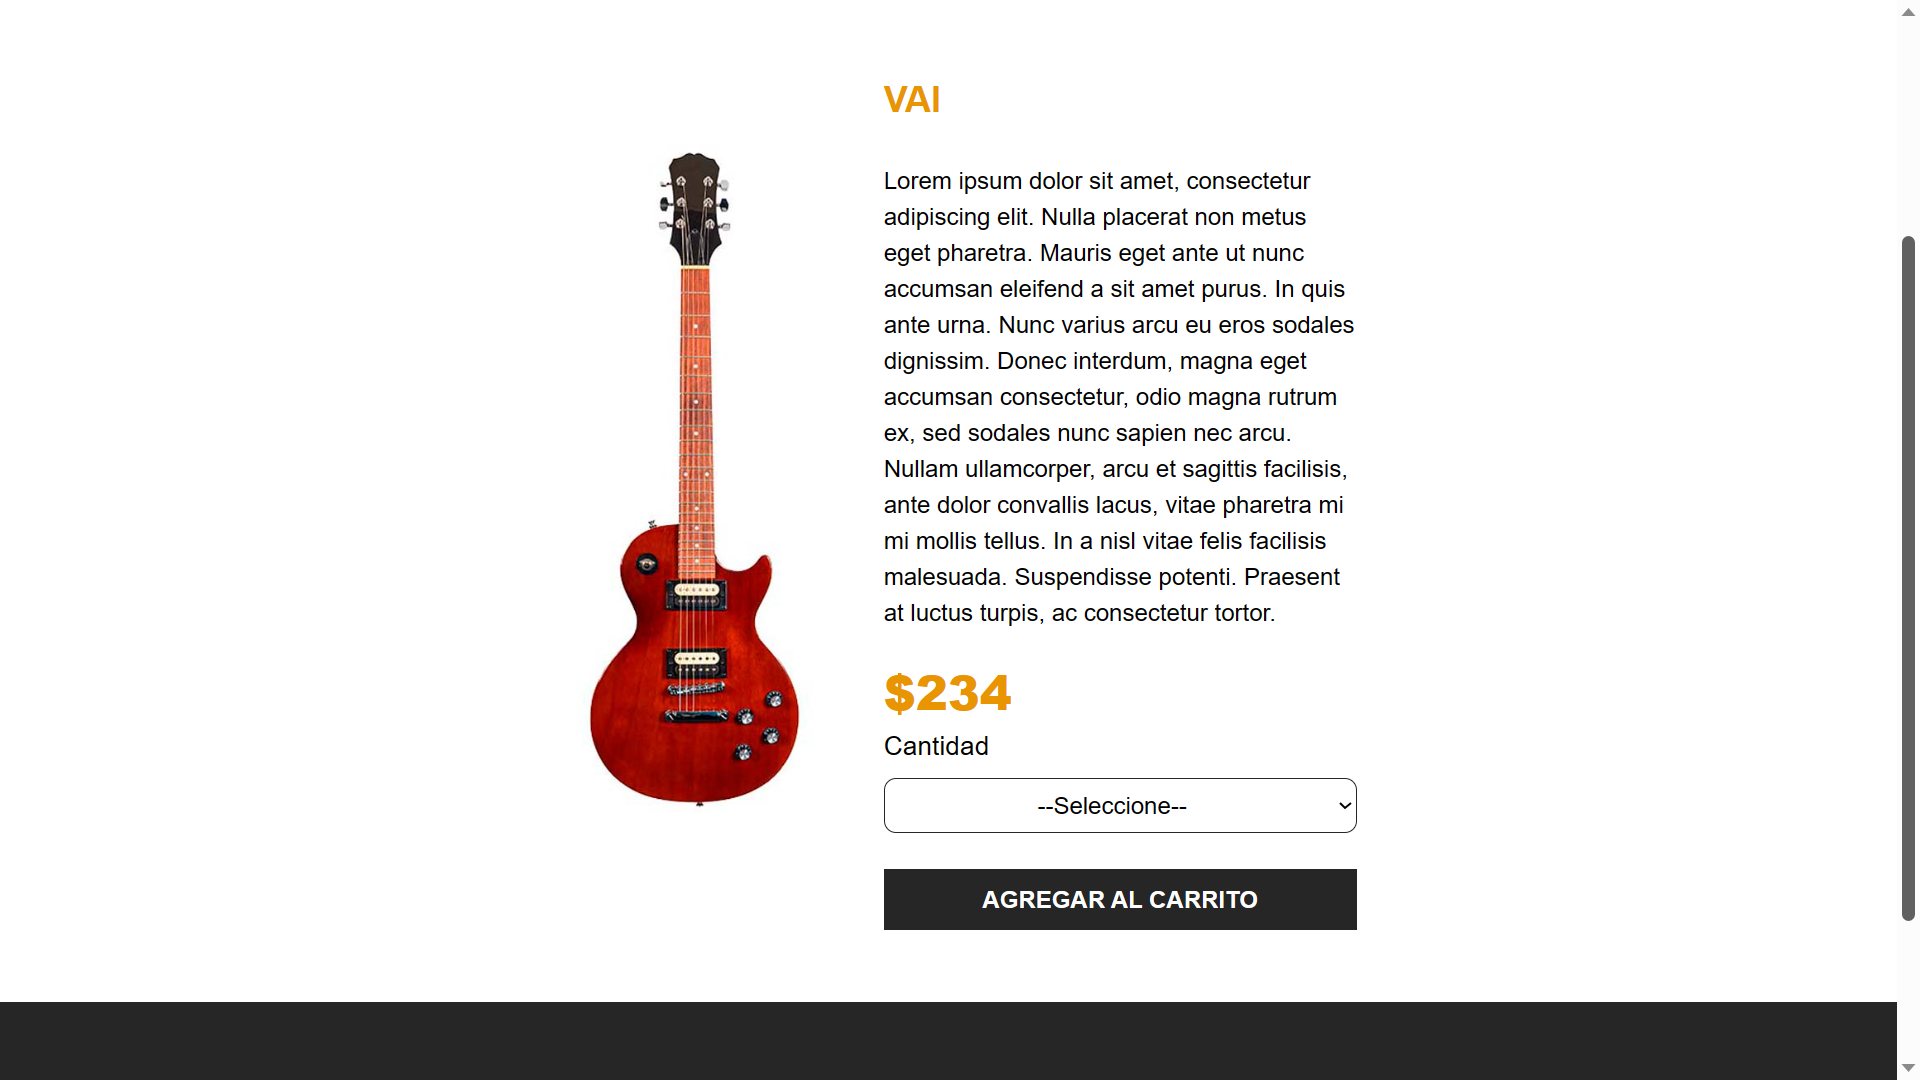 VAI
Lorem ipsum dolor sit amet, consectetur
adipiscing elit. Nulla placerat non metus
eget pharetra. Mauris eget ante ut nunc
accumsan eleifend a sit amet purus. In quis
ante urna. Nunc varius arcu eu eros sodales
dignissim. Donec interdum, magna eget
accumsan consectetur, odio magna rutrum
ex, sed sodales nunc sapien nec arcu.
Nullam ullamcorper, arcu et sagittis facilisis,
ante dolor convallis lacus, vitae pharetra mi
mi mollis tellus. In a nisl vitae felis facilisis
malesuada. Suspendisse potenti. Praesent
at luctus turpis, ac consectetur tortor.
$234
Cantidad
--Seleccione--
AGREGAR AL CARRITO